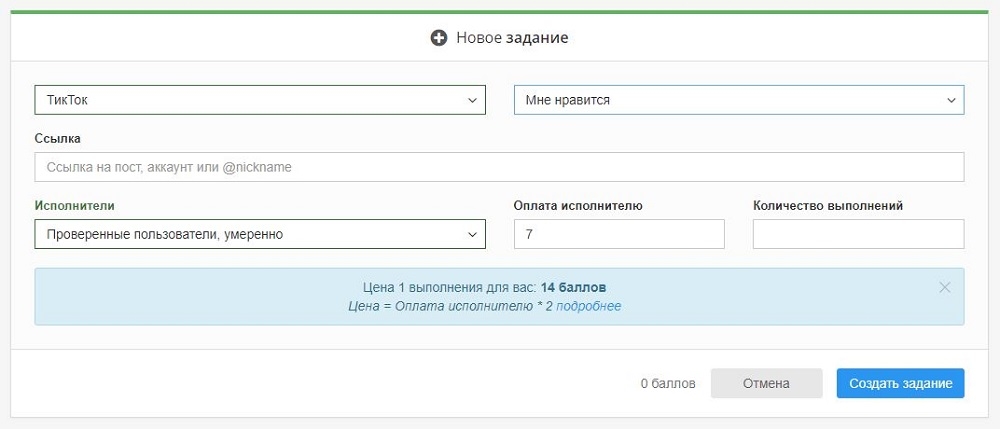 Новое задание
ТикТок
Мне нравится
Ссылка
Ссылка на пост, аккаунт или @nickname
Исполнители
Оплата исполнителю
Количество выполнений
Проверенные пользователи, умеренно
7
Цена 1 выполнения для вас: 14 баллов
Цена = Оплата исполнителю * 2 подробнее
0 баллов
Отмена
Создать задание